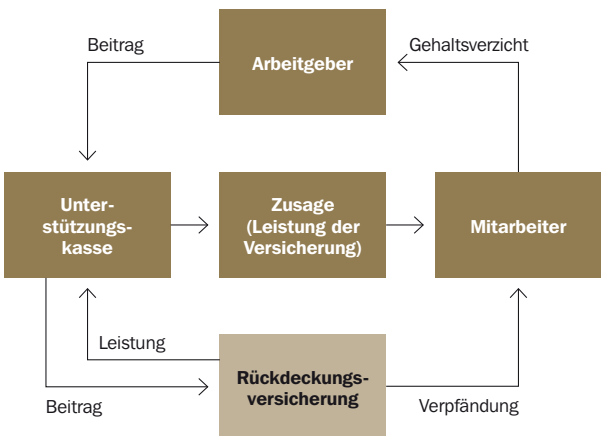 Beitrag
Arbeitgeber
Gehaltsverzicht
Unter-
stützungs-
kasse
Zusage
(Leistung der
Versicherung)
Mitarbeiter
Leistung
Rückdeckungs-
versicherung
Beitrag
Verpfändung